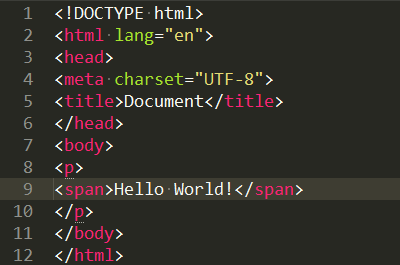 1 <!DOCTYPE html>
2 <html lang="en">
3 <head>
4 <meta charset="UTF-8">
5 <title>Document</title>
6 </head>
7 <body>
8 <p>
9 <span>Hello World!</span>
10 </p>
11 </body>
12 </html>